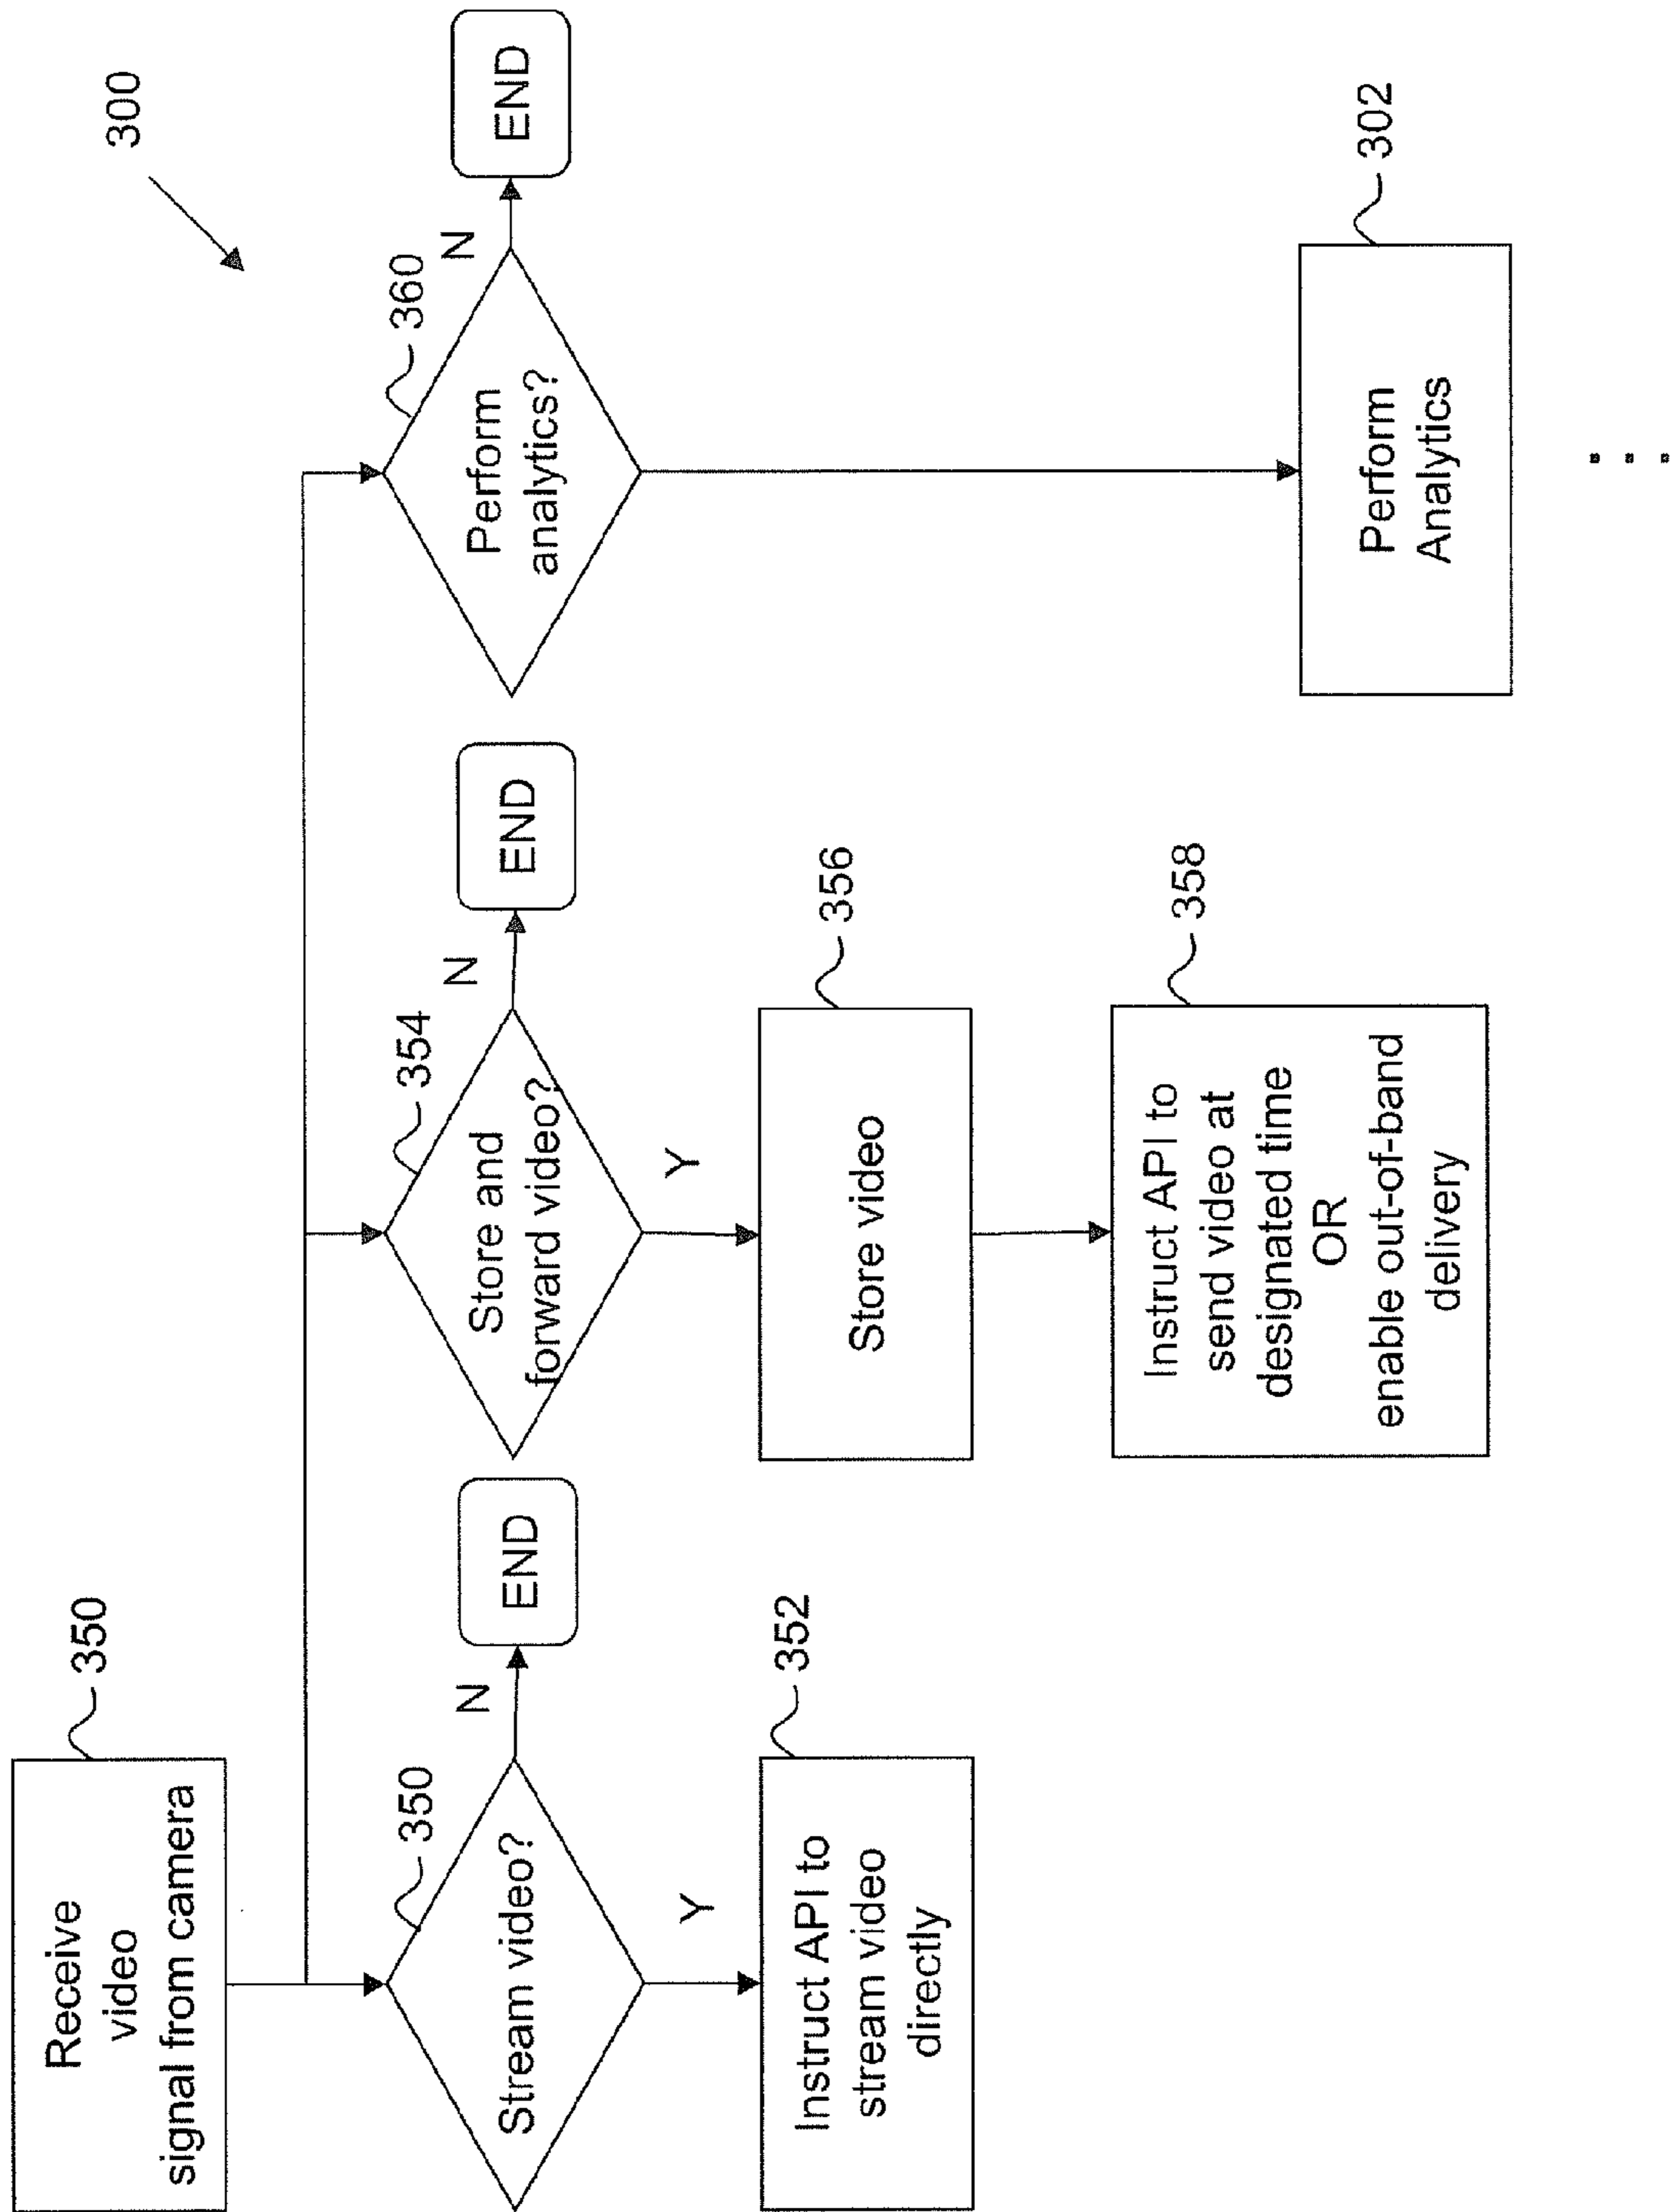 300
Receive
video
signal from camera
350
Stream video?
350
N
END
Y
Instruct API to
stream video
directly
352
Store and
forward video?
354
N
END
Y
Store video
356
Instruct API to
send video at
designated time
OR
enable out-of-band
delivery
358
Perform
analytics?
360
N
END
Perform
Analytics
302